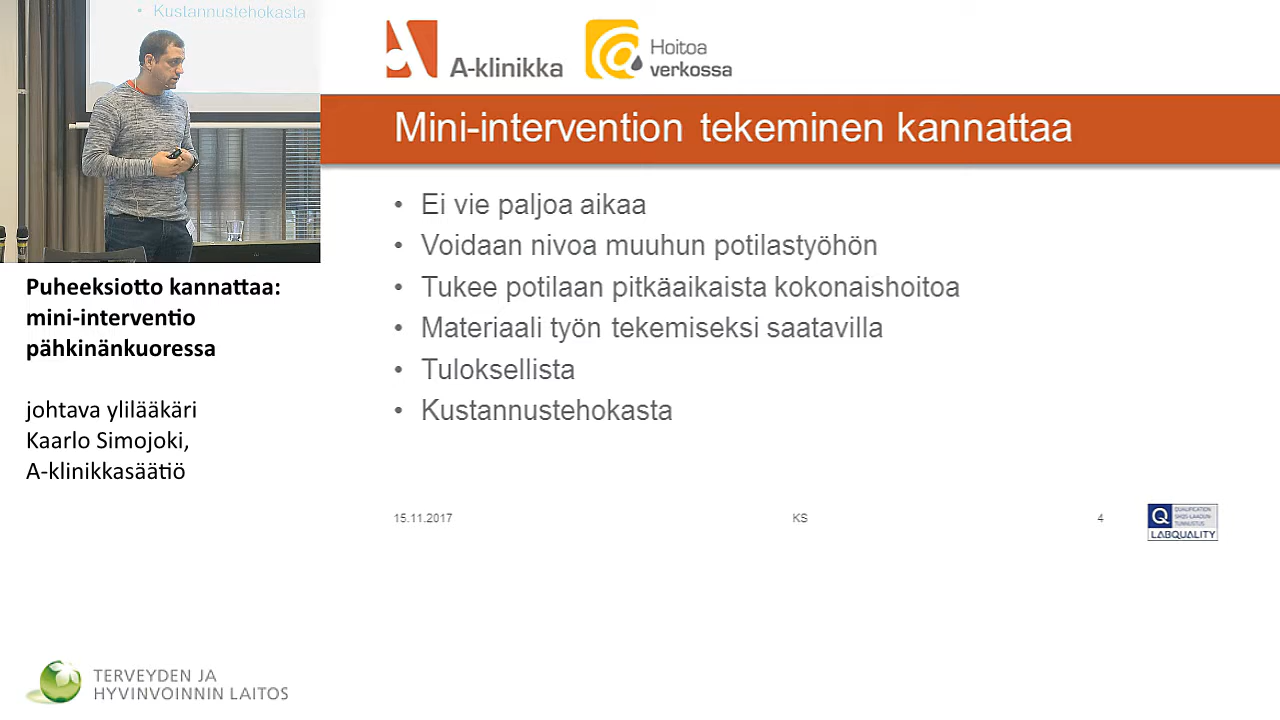 Kustannustehokasta
A-klinikka
Hoitoa
verkossa
Mini-intervention tekeminen kannattaa
• Ei vie paljoa aikaa
• Voidaan nivoa muuhun potilastyöhön
• Tukee potilaan pitkäaikaista kokonaishoitoa
• Materiaali työn tekemiseksi saatavilla
• Tuloksellista
• Kustannustehokasta
15.11.2017
KS
4
Q
QUALIFICATION
LABQUALITY
Puheeksiotto kannattaa:
mini-interventio
pähkinänkuoressa
johtava ylilääkäri
Kaarlo Simojoki,
A-klinikkasäätiö
TERVEYDEN JA
HYVINVOINNIN LAITOS